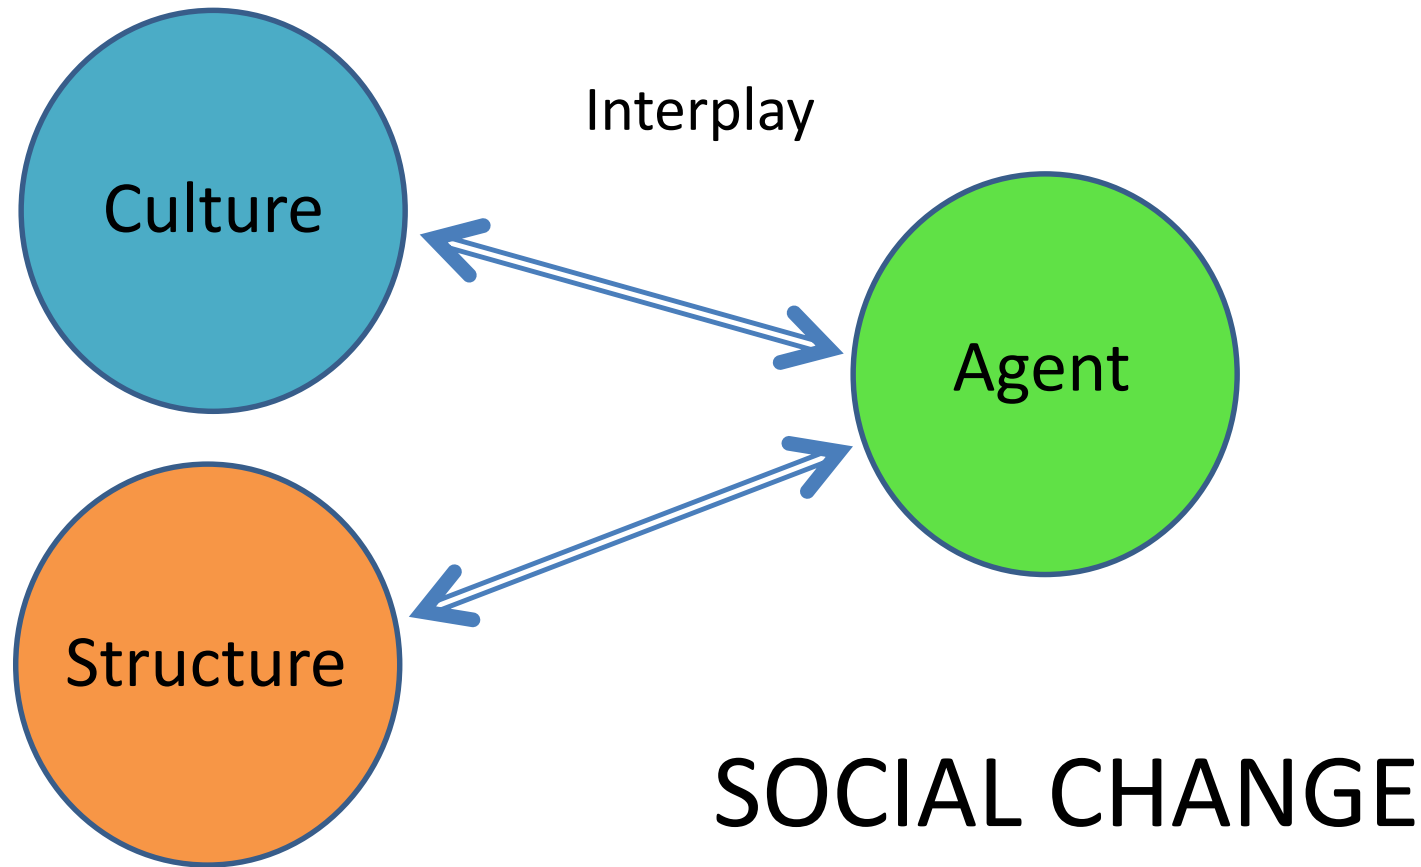 Interplay
Culture
Agent
Structure
SOCIAL CHANGE